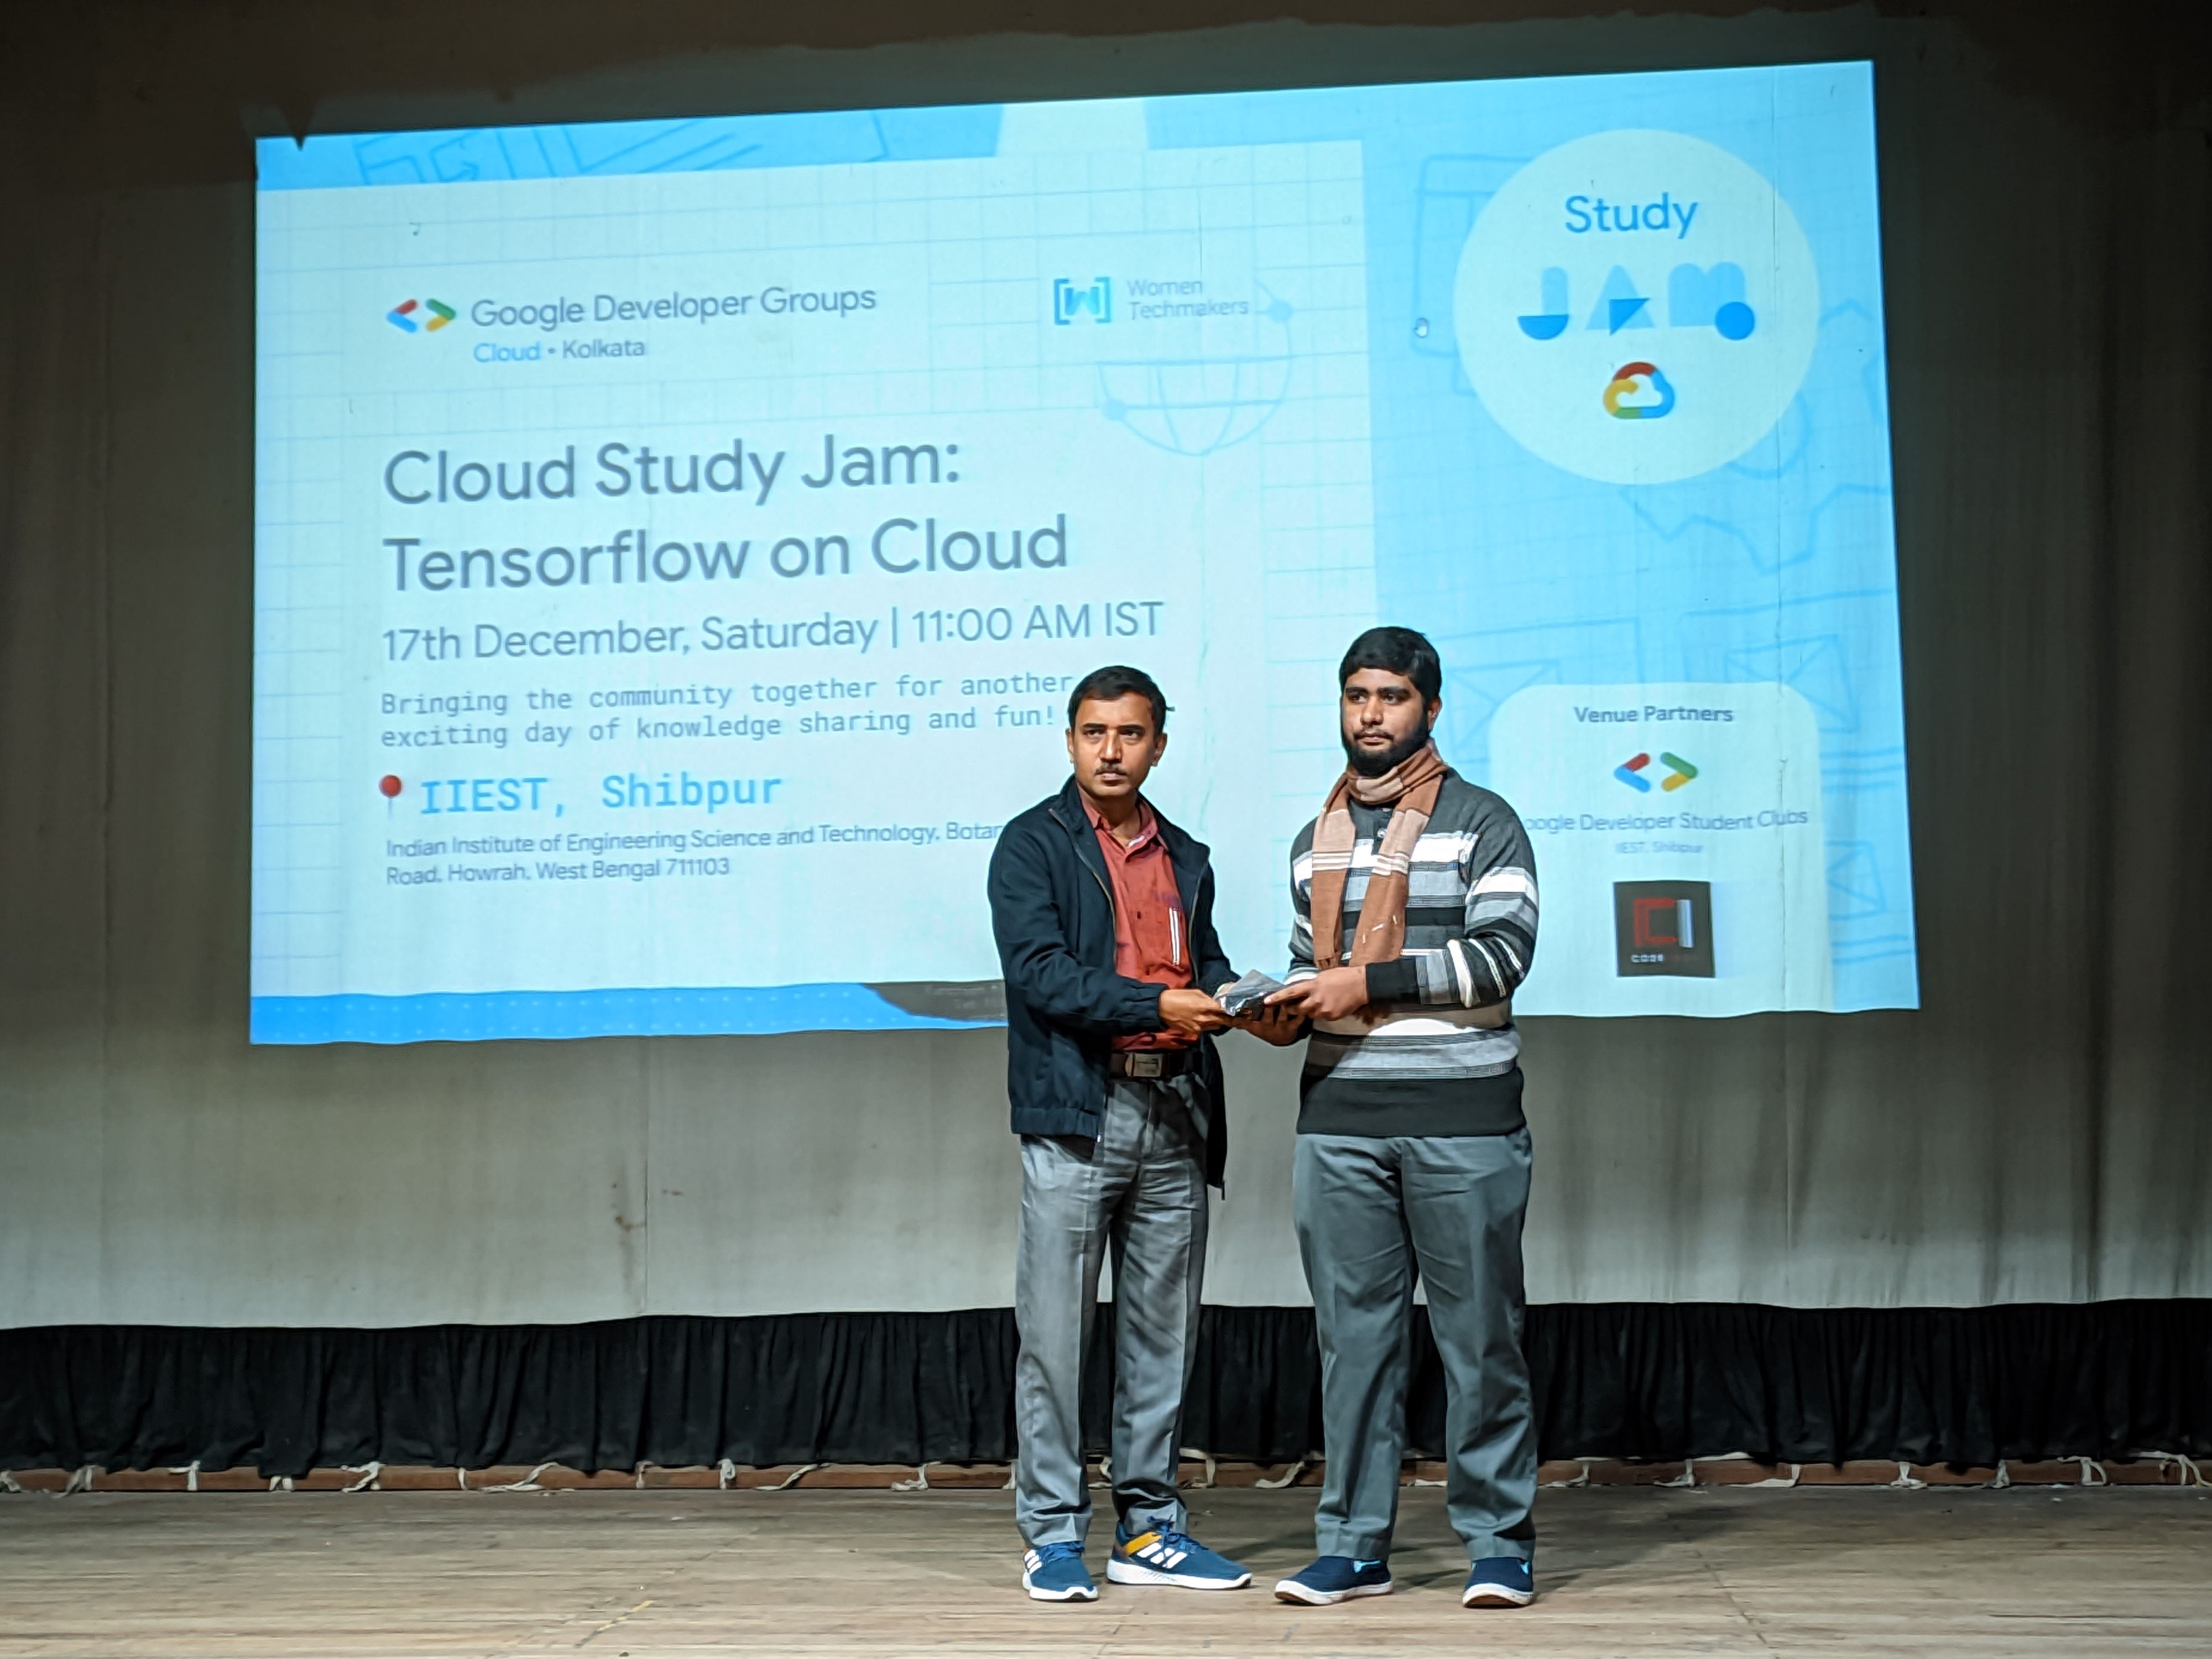 Google Developer Groups
Cloud • Kolkata
Women
Techmakers
Cloud Study Jam:
Tensorflow on Cloud
17th December, Saturday | 11:00 AM IST
Bringing the community together for another
exciting day of knowledge sharing and fun!
IIEST, Shibpur
Indian Institute of Engineering Science and Technology,
Road, Howrah, West Bengal 711103
Study
JAM
Venue Partners
Developer Student Clubs
IIEST, Shibpur
CODE